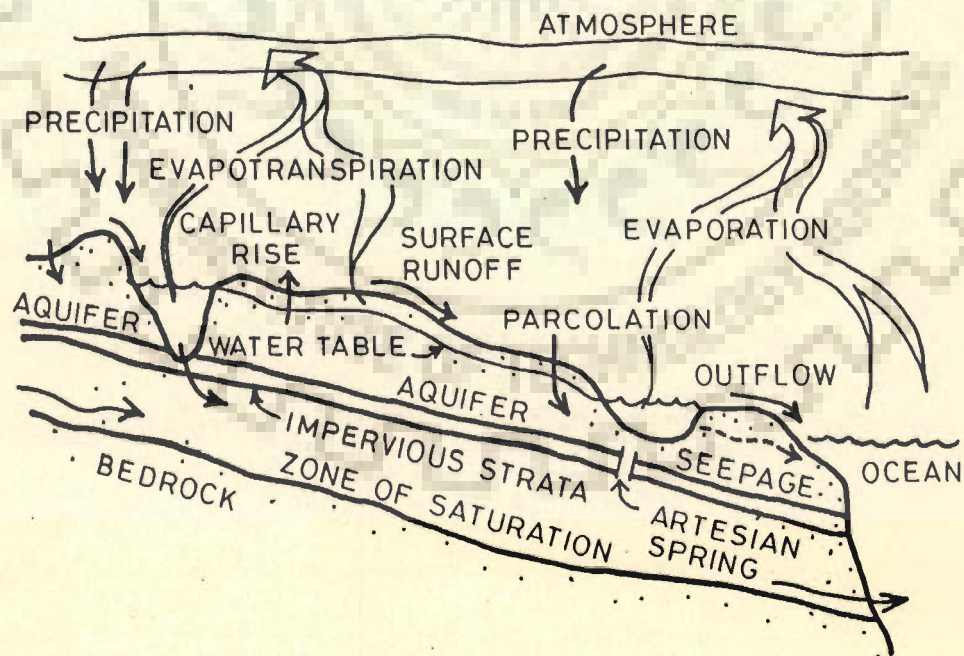 ATMOSPHERE
PRECIPITATION
PRECIPITATION
EVAPOTRANSPIRATION
CAPILLARY
RISE
SURFACE
RUNOFF
EVAPORATION
AQUIFER
WATER TABLE
PARCOLATION
AQUIFER
OUTFLOW
IMPERVIOUS STRATA
SEEPAGE
OCEAN
BEDROCK
ZONE OF SATURATION
ARTESIAN
SPRING